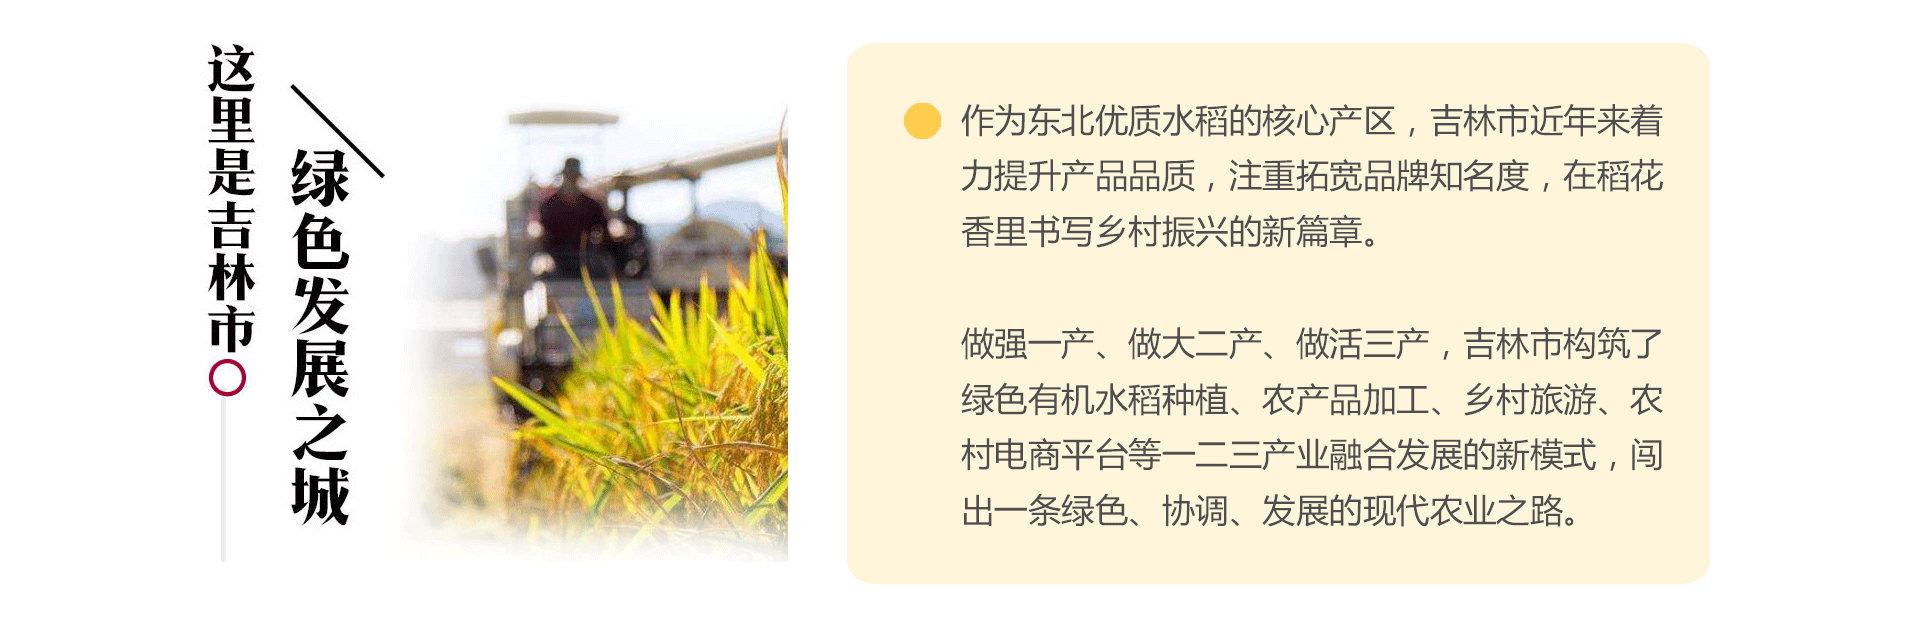 这里是吉林市
绿色发展之城
作为东北优质水稻的核心产区，吉林市近年来着
力提升产品品质，注重拓宽品牌知名度，在稻花
香里书写乡村振兴的新篇章。
做强一产、做大二产、做活三产，吉林市构筑了
绿色有机水稻种植、农产品加工、乡村旅游、农
村电商平台等一二三产业融合发展的新模式，闯
出一条绿色、协调、发展的现代农业之路。